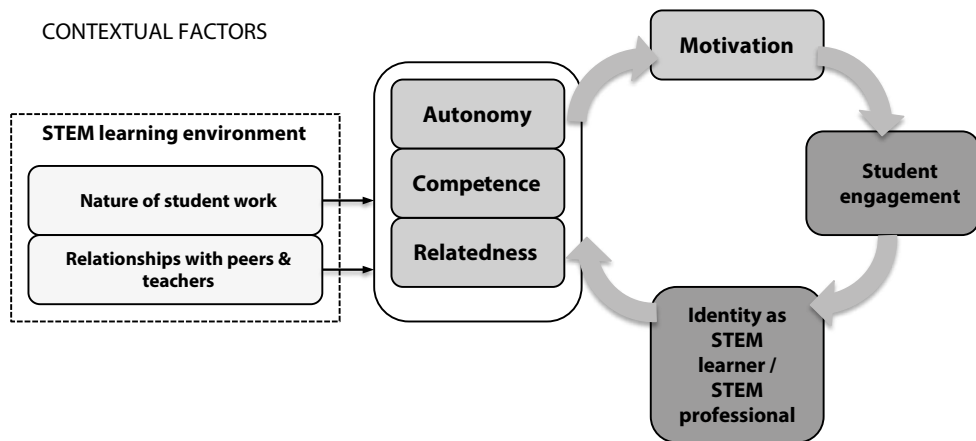 CONTEXTUAL FACTORS
STEM learning environment
Nature of student work
Relationships with peers &
teachers
Autonomy
Competence
Relatedness
Motivation
Student
engagement
Identity as
STEM
learner /
STEM
professional